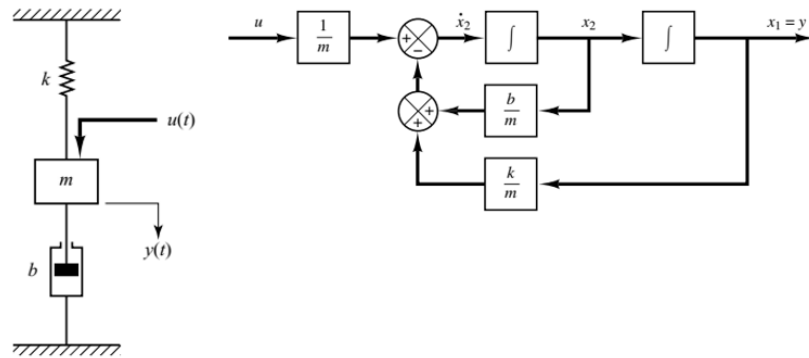 k
u(t)
m
y(t)
b
u
1/m
+
−
ẋ₂
∫
x₂
∫
x₁ = y
b/m
+
+
k/m